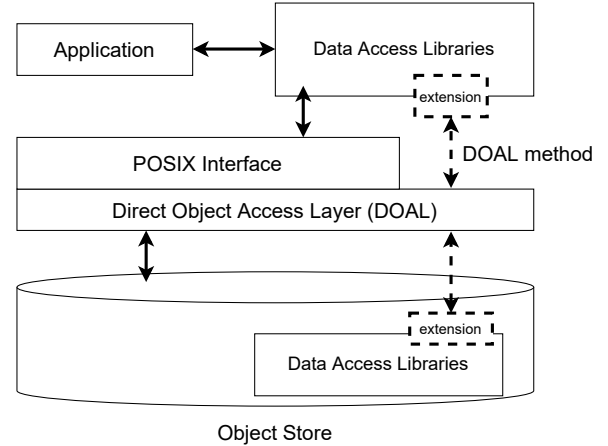 Application
Data Access Libraries
extension
POSIX Interface
DOAL method
Direct Object Access Layer (DOAL)
extension
Data Access Libraries
Object Store